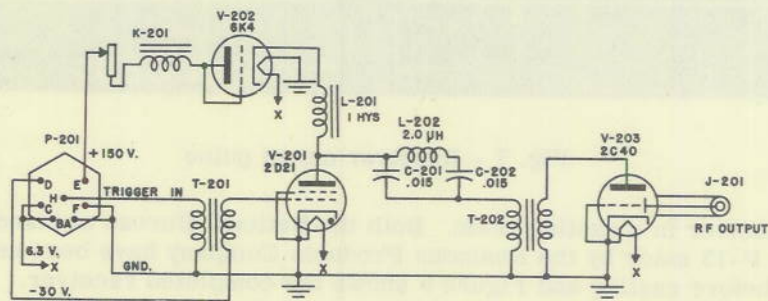 K-201
V-202
6K4
X
L-201
1 HYS
L-202
2.0 µH
P-201
+150 V.
V-201
2D21
C-201
.015
C-202
.015
V-203
2C40
J-201
D
E
H
G
F
B A
TRIGGER IN
T-201
T-202
RF OUTPUT
6.3 V.
X
GND.
X
X
-30 V.